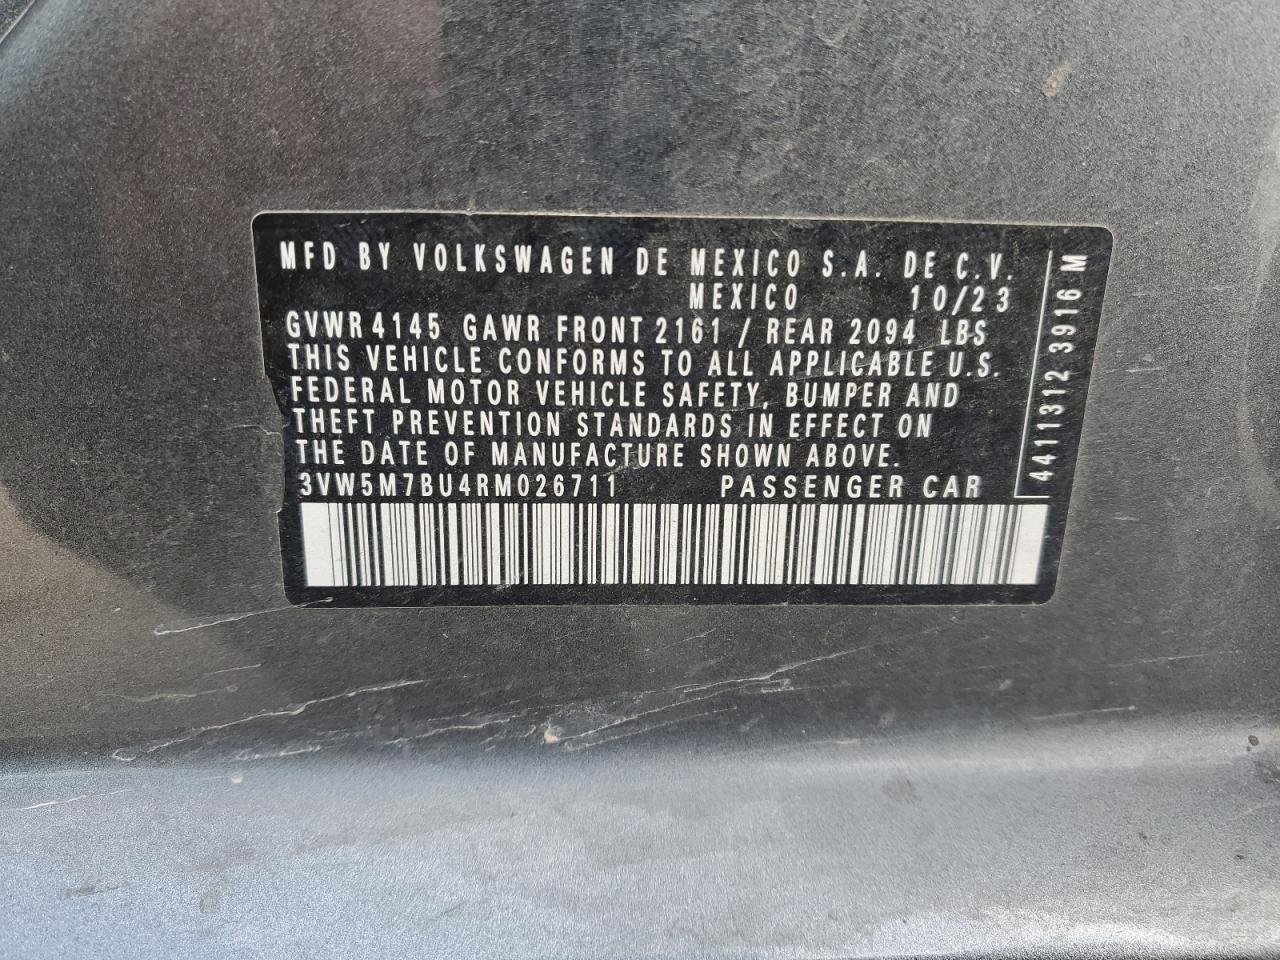 MFD BY VOLKSWAGEN DE MEXICO S.A. DE C.V.
MEXICO 10/23
GVWR 4145 GAWR FRONT 2161 / REAR 2094 LBS
THIS VEHICLE CONFORMS TO ALL APPLICABLE U.S.
FEDERAL MOTOR VEHICLE SAFETY, BUMPER AND
THEFT PREVENTION STANDARDS IN EFFECT ON
THE DATE OF MANUFACTURE SHOWN ABOVE.
3VW5M7BU4RM026711 PASSENGER CAR
4411312 3916 M